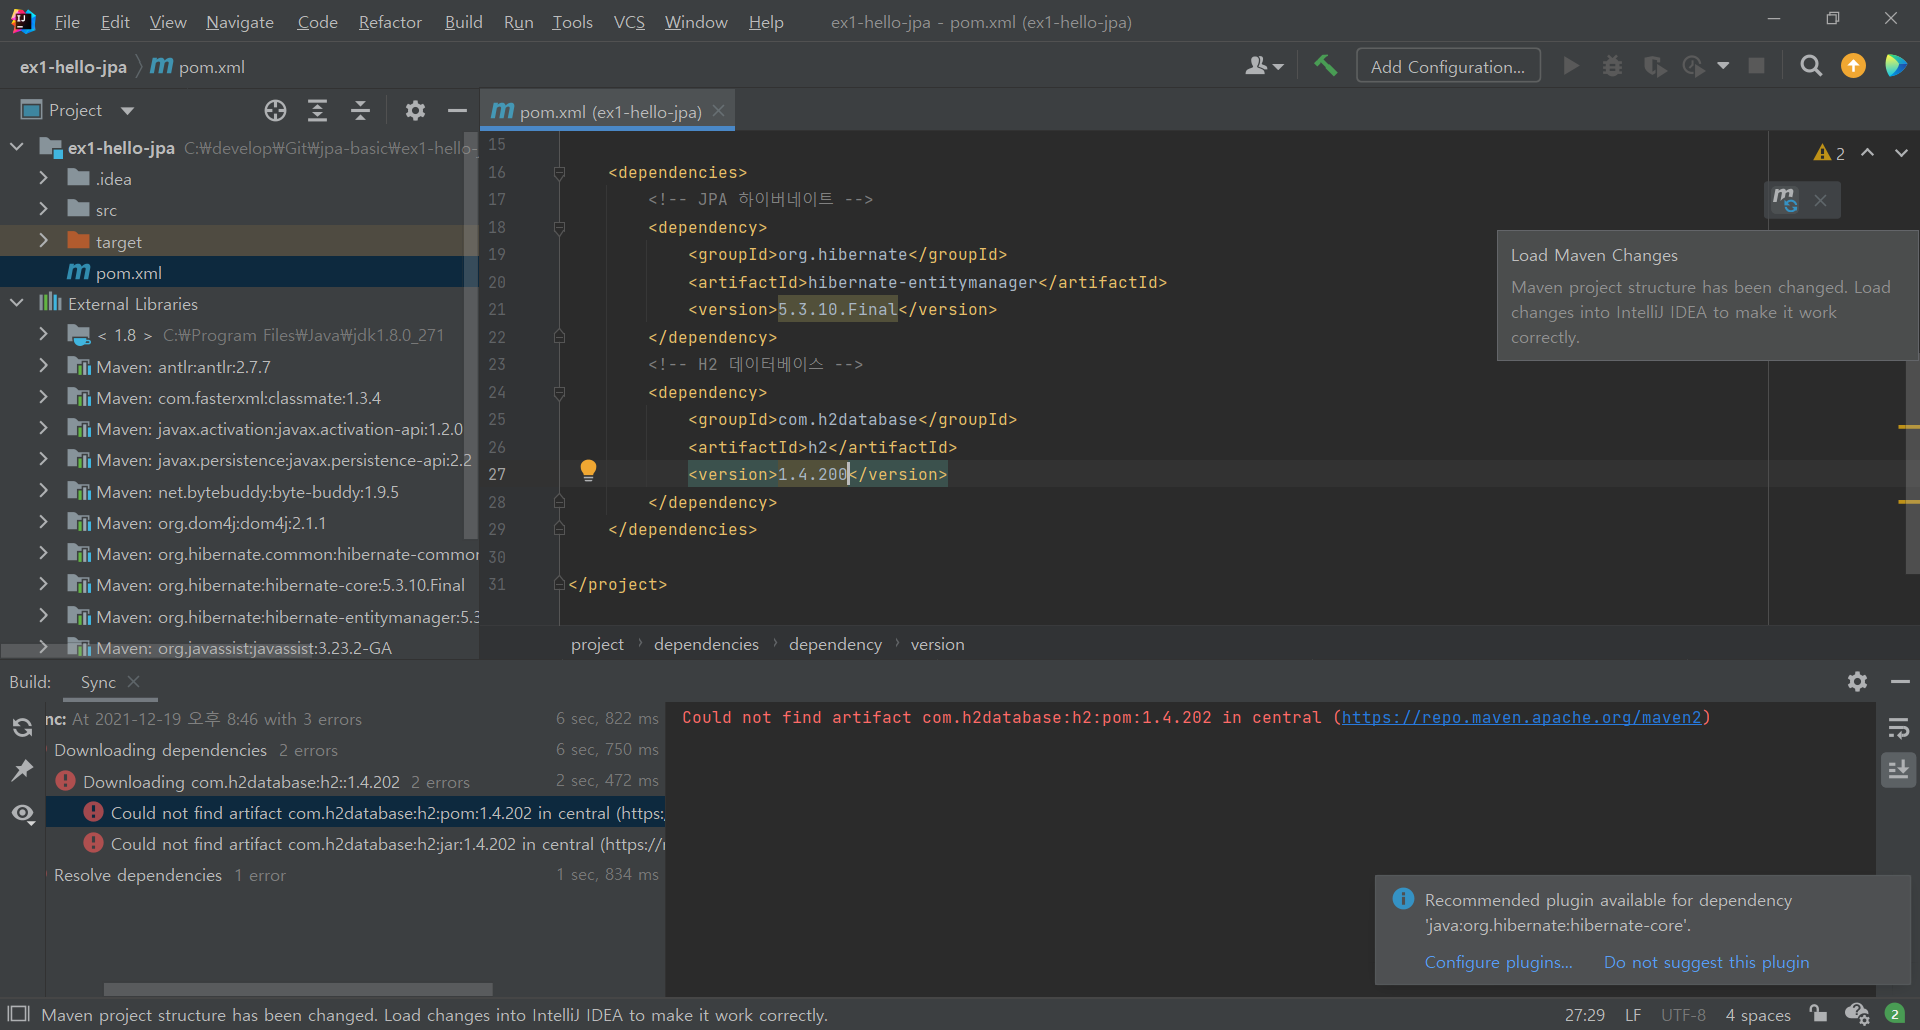 File Edit View Navigate Code Refactor Build Run Tools VCS Window Help ex1-hello-jpa - pom.xml (ex1-hello-jpa)
ex1-hello-jpa pom.xml Add Configuration...
Project
pom.xml (ex1-hello-jpa)
ex1-hello-jpa C:₩develop₩Git₩jpa-basic₩ex1-hello-
.idea
src
target
pom.xml
External Libraries
< 1.8 > C:₩Program Files₩Java₩jdk1.8.0_271
Maven: antlr:antlr:2.7.7
Maven: com.fasterxml:classmate:1.3.4
Maven: javax.activation:javax.activation-api:1.2.0
Maven: javax.persistence:javax.persistence-api:2.2
Maven: net.bytebuddy:byte-buddy:1.9.5
Maven: org.dom4j:dom4j:2.1.1
Maven: org.hibernate.common:hibernate-common
Maven: org.hibernate:hibernate-core:5.3.10.Final
Maven: org.hibernate:hibernate-entitymanager:5.3
Maven: org.javassist:javassist:3.23.2-GA
15
16 <dependencies>
17 <!-- JPA 하이버네이트 -->
18 <dependency>
19 <groupId>org.hibernate</groupId>
20 <artifactId>hibernate-entitymanager</artifactId>
21 <version>5.3.10.Final</version>
22 </dependency>
23 <!-- H2 데이터베이스 -->
24 <dependency>
25 <groupId>com.h2database</groupId>
26 <artifactId>h2</artifactId>
27 <version>1.4.200</version>
28 </dependency>
29 </dependencies>
30
31 </project>
2
Load Maven Changes
Maven project structure has been changed. Load
changes into IntelliJ IDEA to make it work
correctly.
project dependencies dependency version
Build: Sync
nc: At 2021-12-19 오후 8:46 with 3 errors 6 sec, 822 ms
Downloading dependencies 2 errors 6 sec, 750 ms
Downloading com.h2database:h2::1.4.202 2 errors 2 sec, 472 ms
Could not find artifact com.h2database:h2:pom:1.4.202 in central (https:
Could not find artifact com.h2database:h2:jar:1.4.202 in central (https://r
Resolve dependencies 1 error 1 sec, 834 ms
Could not find artifact com.h2database:h2:pom:1.4.202 in central (https://repo.maven.apache.org/maven2)
Recommended plugin available for dependency
'java:org.hibernate:hibernate-core'.
Configure plugins... Do not suggest this plugin
Maven project structure has been changed. Load changes into IntelliJ IDEA to make it work correctly. 27:29 LF UTF-8 4 spaces 2